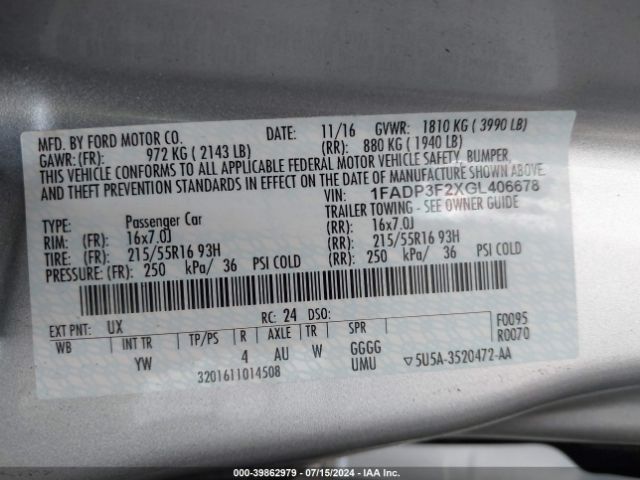 MFD. BY FORD MOTOR CO. DATE: 11/16 GVWR: 1810 KG ( 3990 LB)
GAWR: (FR): 972 KG ( 2143 LB) (RR): 880 KG ( 1940 LB)
THIS VEHICLE CONFORMS TO ALL APPLICABLE FEDERAL MOTOR VEHICLE SAFETY, BUMPER,
AND THEFT PREVENTION STANDARDS IN EFFECT ON THE DATE OF MANUFACTURE SHOWN ABOVE.
VIN: 1FADP3F2XGL406678
TYPE: Passenger Car TRAILER TOWING - SEE OWNER GUIDE
RIM: (FR): 16x7.0J (RR): 16x7.0J
TIRE: (FR): 215/55R16 93H (RR): 215/55R16 93H
PRESSURE: (FR): 250 kPa/ 36 PSI COLD (RR): 250 kPa/ 36 PSI COLD
EXT PNT: UX RC: 24 DSO: F0095
WB INT TR TP/PS R AXLE TR SPR R0070
YW 4 AU W GGGG
3201611014508 UMU ▽ 5U5A-3520472-AA
000-39862979 - 07/15/2024 - IAA Inc.